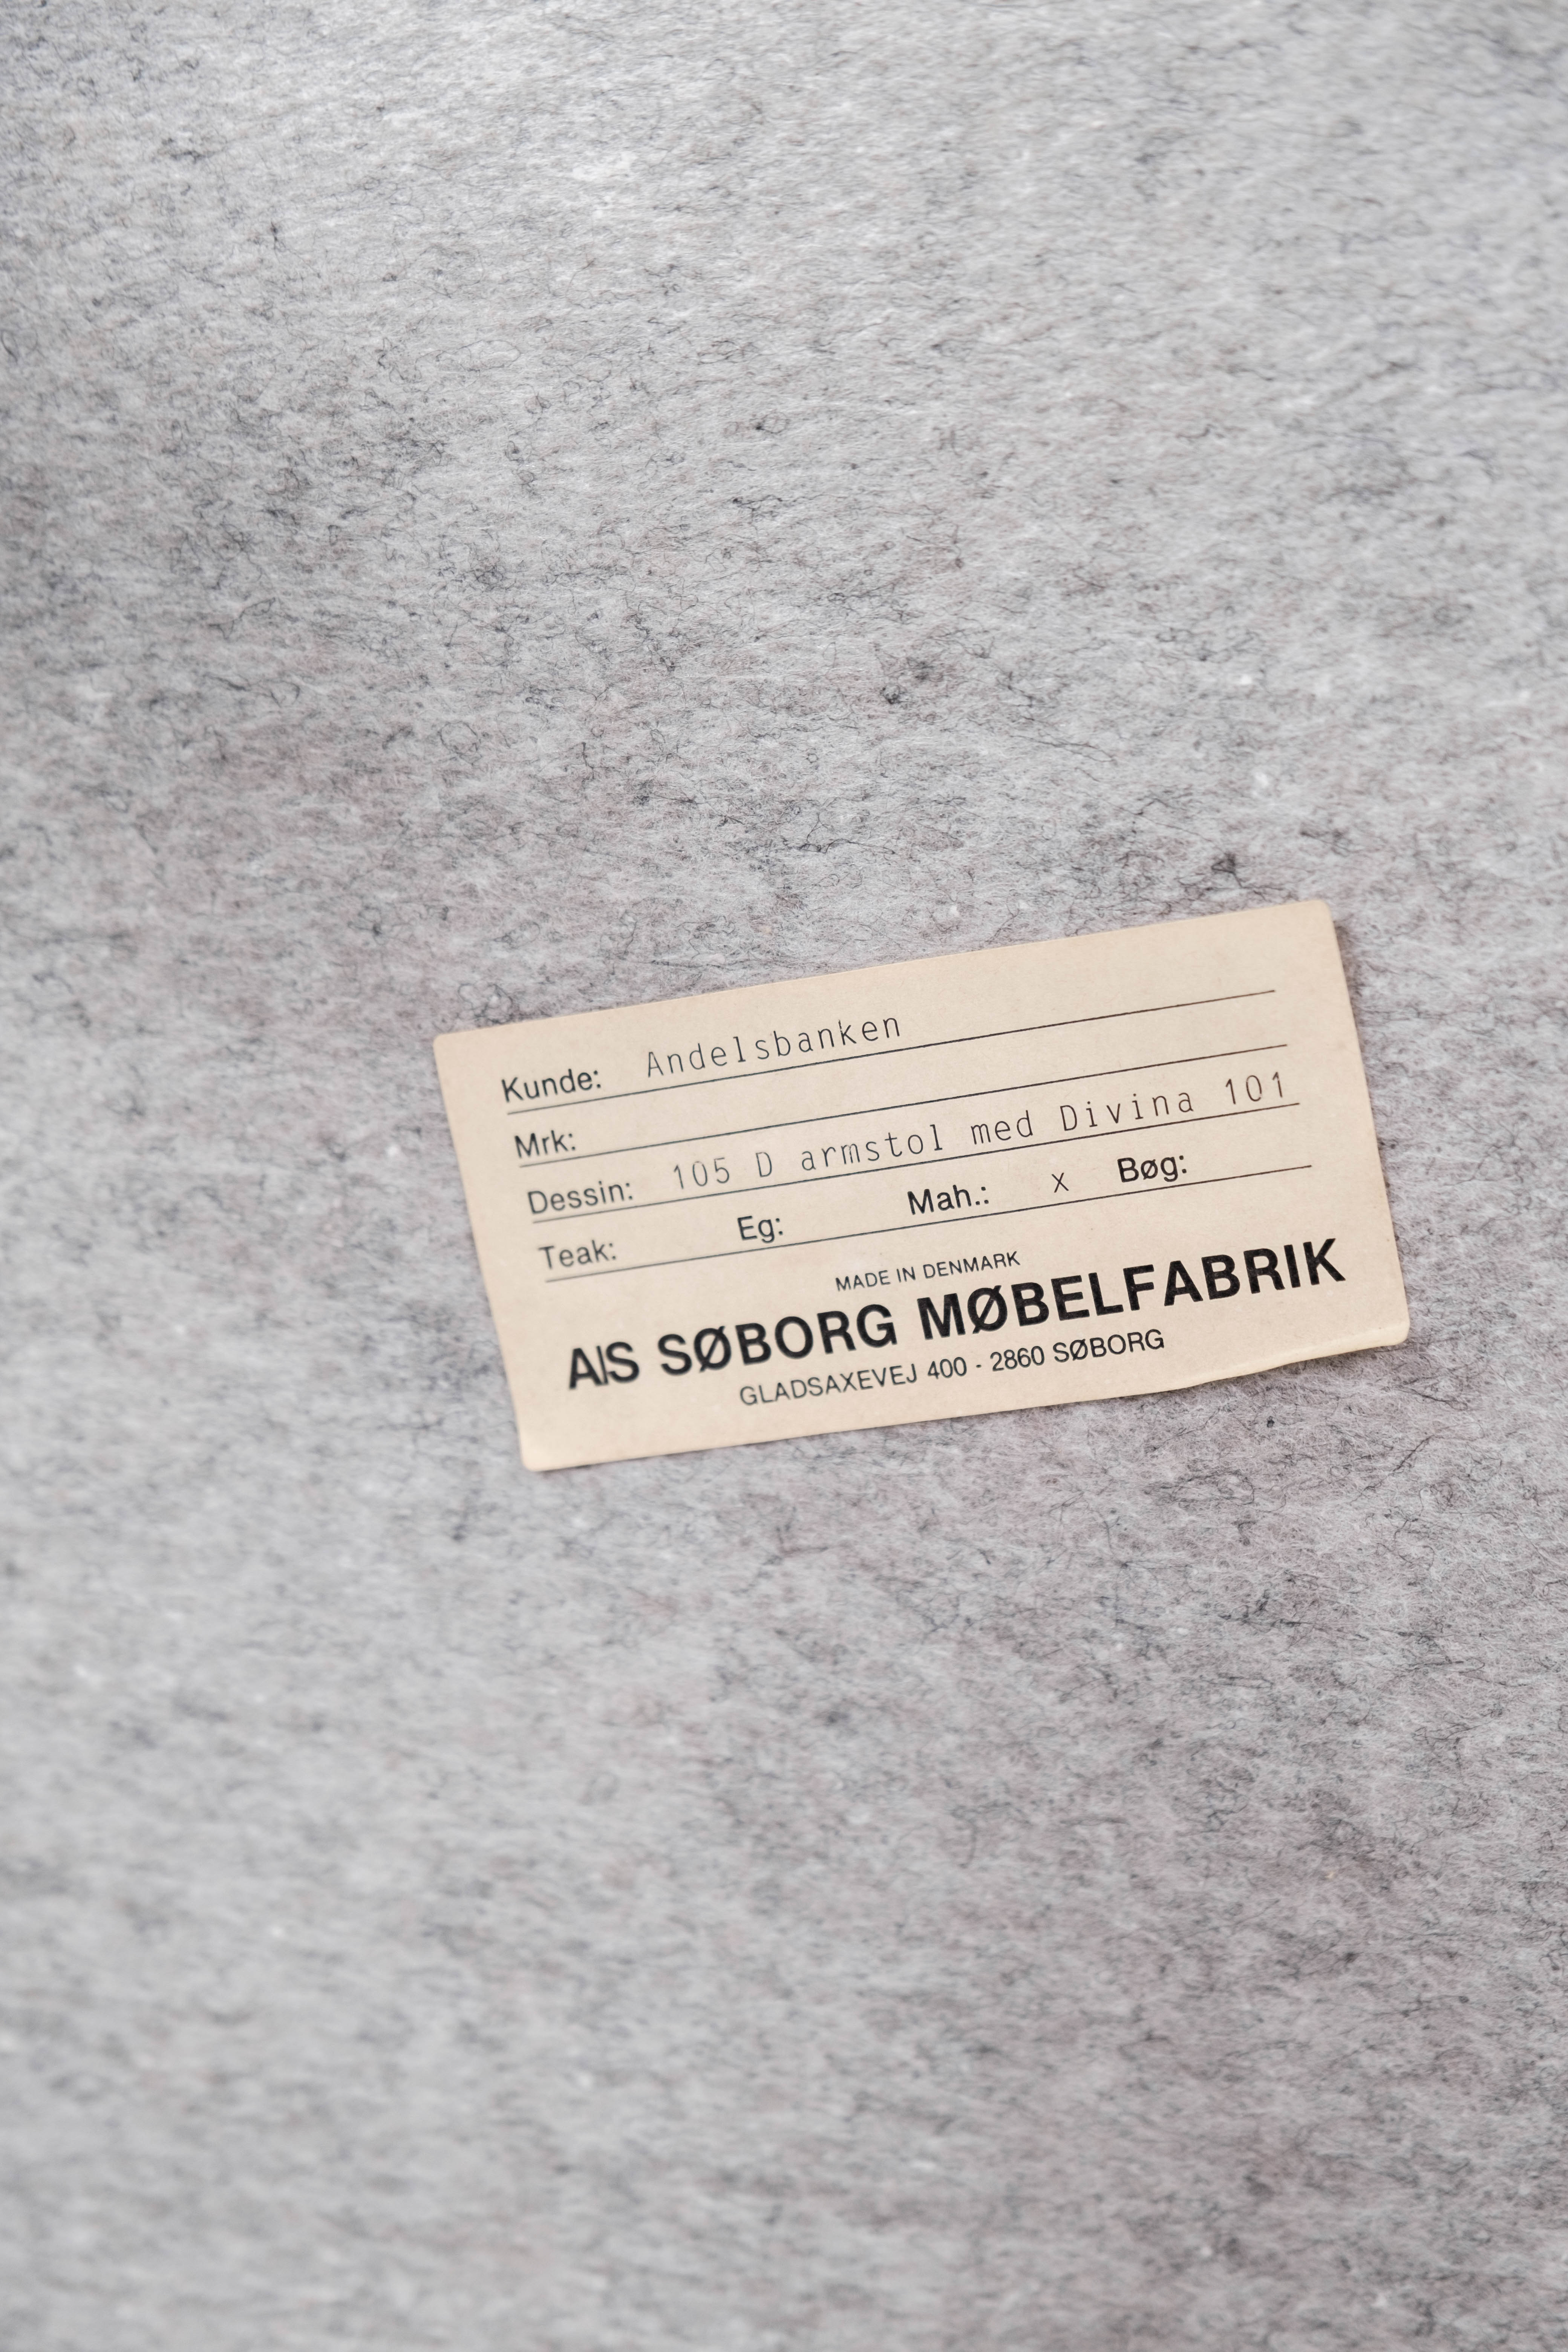 Kunde: Andelsbanken
Mrk:
Dessin: 105 D armstol med Divina 101
Teak: Eg: Mah.: x Bøg:
MADE IN DENMARK
A/S SØBORG MØBELFABRIK
GLADSAXEVEJ 400 - 2860 SØBORG